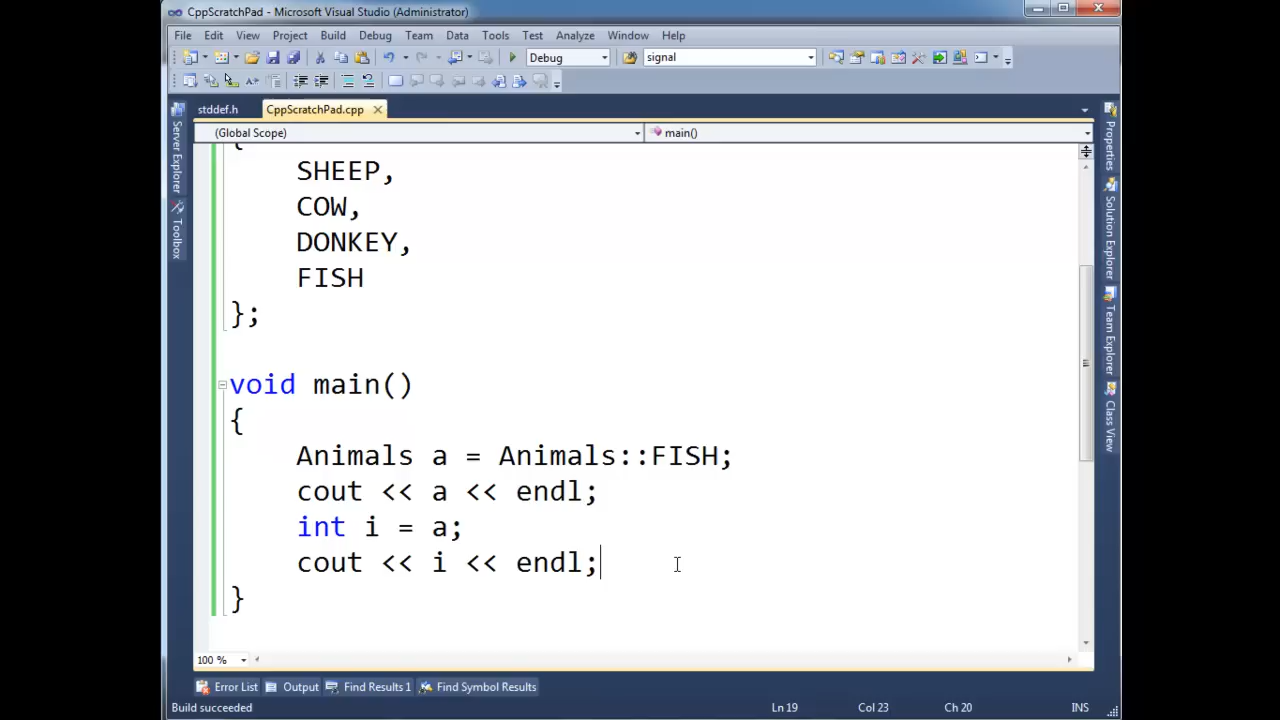 CppScratchPad - Microsoft Visual Studio (Administrator)
File Edit View Project Build Debug Team Data Tools Test Analyze Window Help
Debug signal
stddef.h CppScratchPad.cpp
(Global Scope) main()
{
SHEEP,
COW,
DONKEY,
FISH
};
void main()
{
Animals a = Animals::FISH;
cout << a << endl;
int i = a;
cout << i << endl;
}
100 %
Error List Output Find Results 1 Find Symbol Results
Build succeeded Ln 19 Col 23 Ch 20 INS
Server Explorer
Toolbox
Properties
Solution Explorer
Team Explorer
Class View